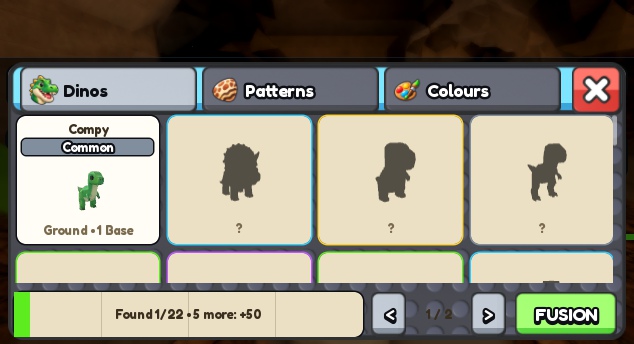 Dinos
Patterns
Colours
Compy
Common
Ground • 1 Base
?
?
?
Found 1/22 • 5 more: +50
<
1/2
>
FUSION